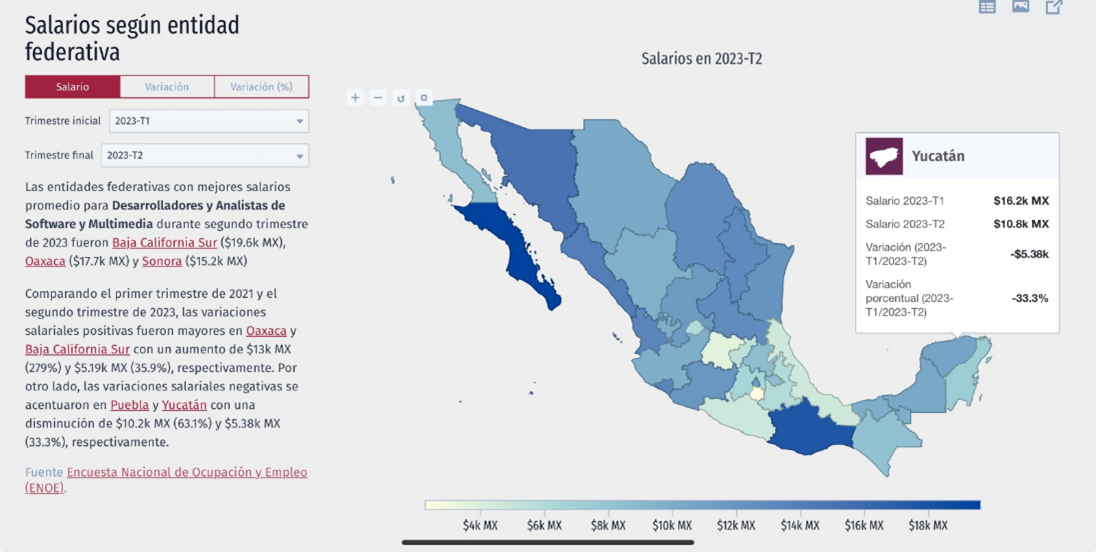 Salarios según entidad
federativa
Salario
Variación
Variación (%)
Trimestre inicial 2023-T1
Trimestre final 2023-T2
Las entidades federativas con mejores salarios
promedio para Desarrolladores y Analistas de
Software y Multimedia durante segundo trimestre
de 2023 fueron Baja California Sur ($19.6k MX),
Oaxaca ($17.7k MX) y Sonora ($15.2k MX)
Comparando el primer trimestre de 2021 y el
segundo trimestre de 2023, las variaciones
salariales positivas fueron mayores en Oaxaca y
Baja California Sur con un aumento de $13k MX
(279%) y $5.19k MX (35.9%), respectivamente. Por
otro lado, las variaciones salariales negativas se
acentuaron en Puebla y Yucatán con una
disminución de $10.2k MX (63.1%) y $5.38k MX
(33.3%), respectivamente.
Fuente Encuesta Nacional de Ocupación y Empleo
(ENOE).
Salarios en 2023-T2
Yucatán
Salario 2023-T1 $16.2k MX
Salario 2023-T2 $10.8k MX
Variación (2023-
T1/2023-T2) -$5.38k
Variación
porcentual (2023-
T1/2023-T2) -33.3%
$4k MX $6k MX $8k MX $10k MX $12k MX $14k MX $16k MX $18k MX